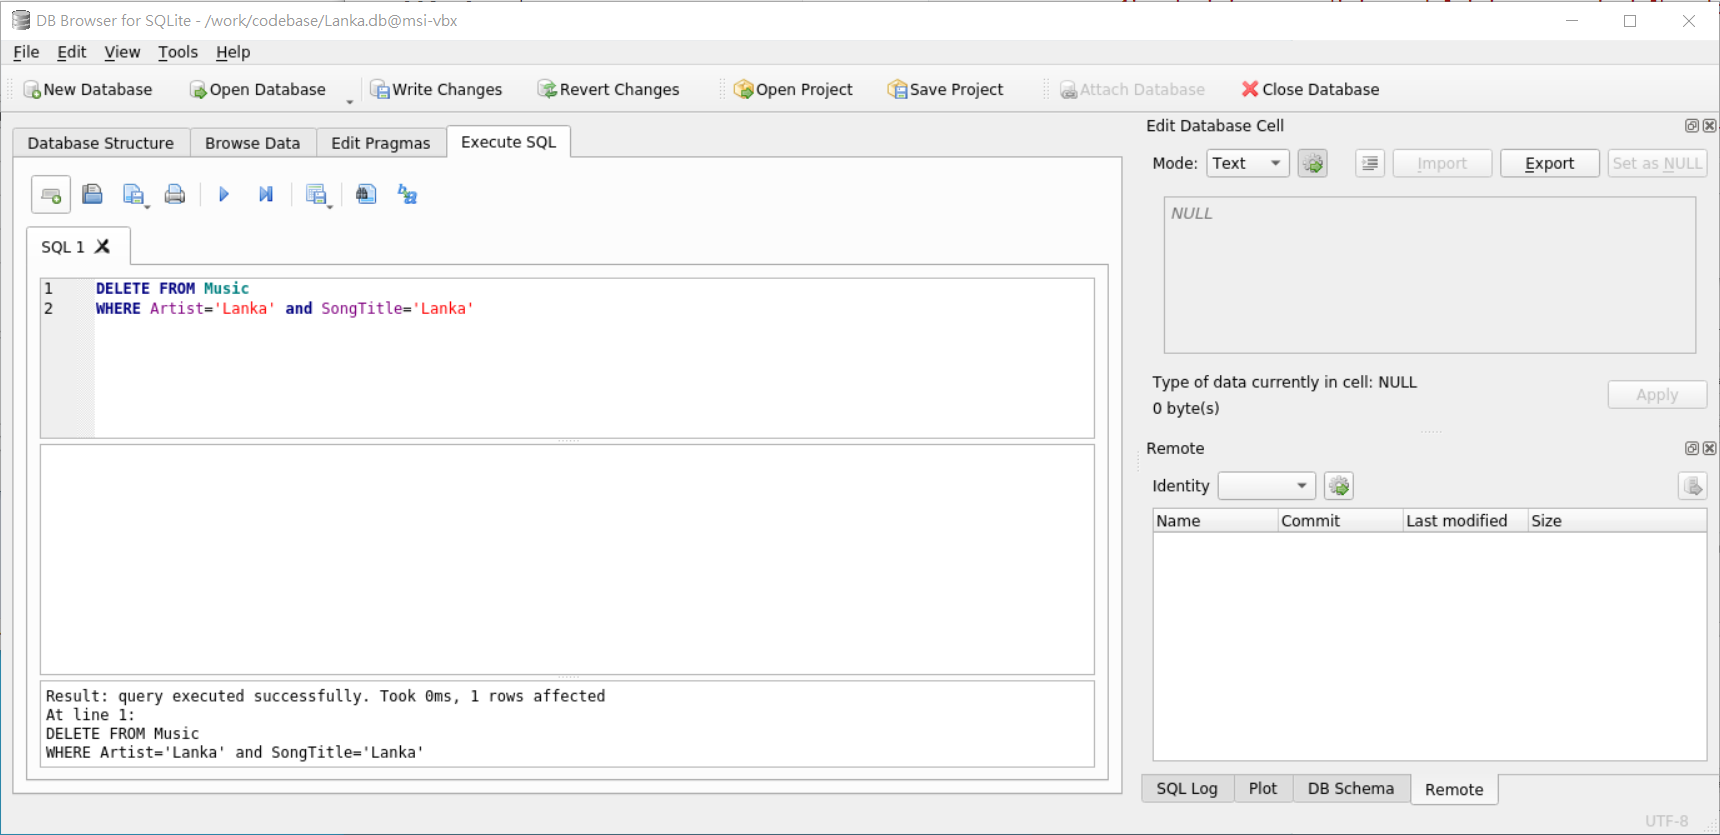 DB Browser for SQLite - /work/codebase/Lanka.db@msi-vbx
File Edit View Tools Help
New Database Open Database Write Changes Revert Changes Open Project Save Project Attach Database Close Database
Database Structure Browse Data Edit Pragmas Execute SQL
SQL 1
1 DELETE FROM Music
2 WHERE Artist='Lanka' and SongTitle='Lanka'
Result: query executed successfully. Took 0ms, 1 rows affected
At line 1:
DELETE FROM Music
WHERE Artist='Lanka' and SongTitle='Lanka'
Edit Database Cell
Mode: Text Import Export Set as NULL
NULL
Type of data currently in cell: NULL
0 byte(s)
Apply
Remote
Identity
Name Commit Last modified Size
SQL Log Plot DB Schema Remote
UTF-8